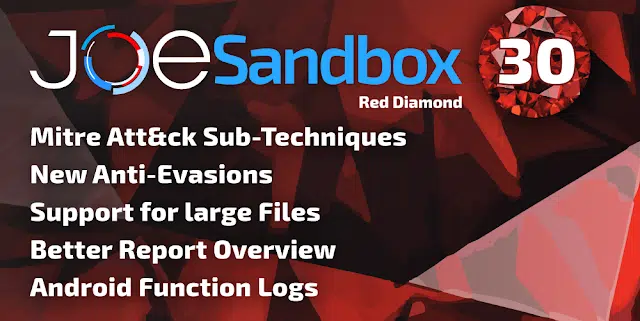 JOeSandbox 30
Red Diamond
Mitre Att&ck Sub-Techniques
New Anti-Evasions
Support for large Files
Better Report Overview
Android Function Logs